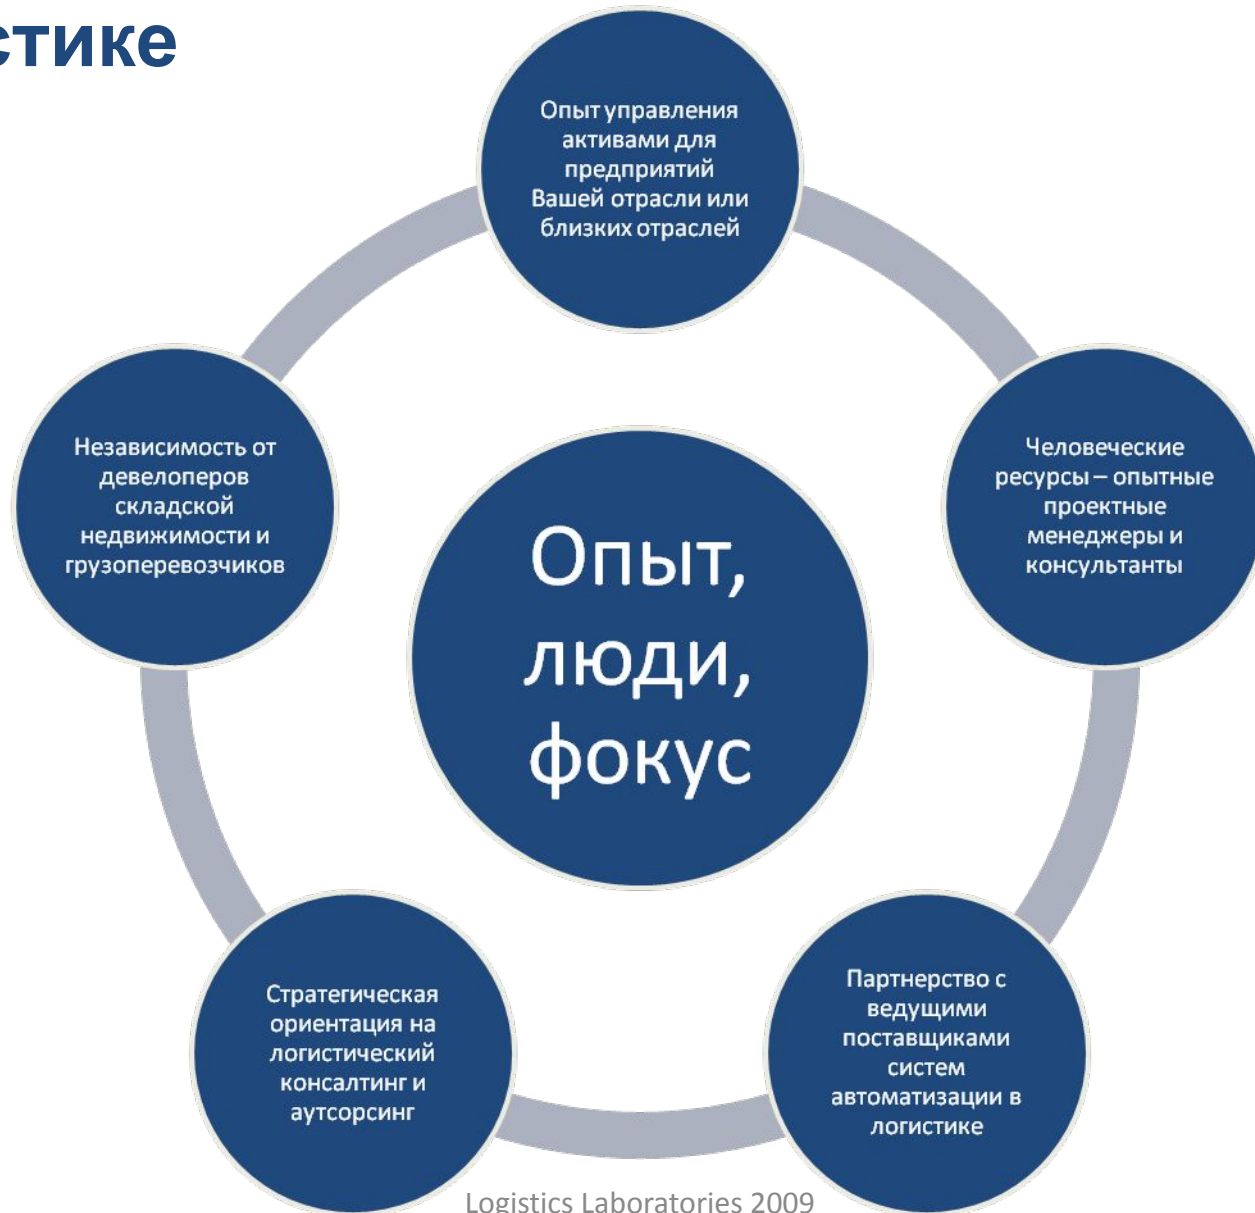 стике
Опыт управления
активами для
предприятий
Вашей отрасли или
близких отраслей
Независимость от
девелоперов
складской
недвижимости и
грузоперевозчиков
Человеческие
ресурсы – опытные
проектные
менеджеры и
консультанты
Опыт,
люди,
фокус
Стратегическая
ориентация на
логистический
консалтинг и
аутсорсинг
Партнерство с
ведущими
поставщиками
систем
автоматизации в
логистике
Logistics Laboratories 2009